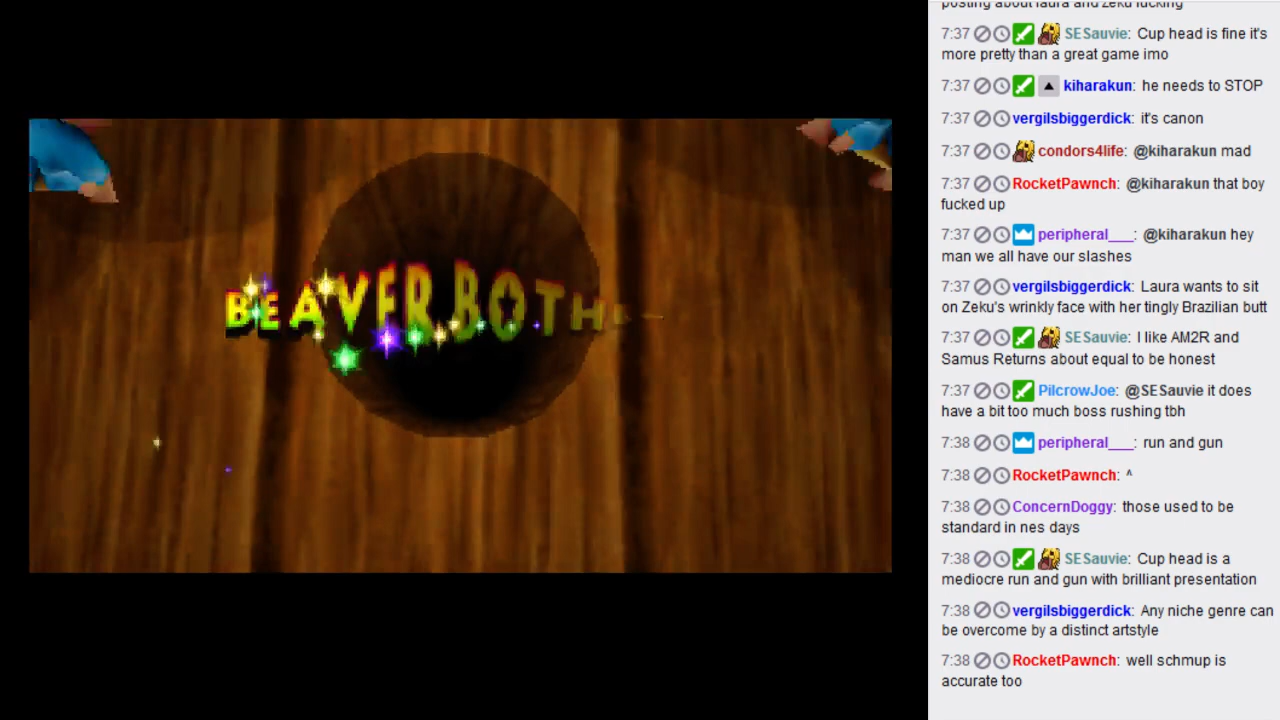 BEAVER BOTH
posting about laura and zeku fucking
7:37 SESauvie: Cup head is fine it's
more pretty than a great game imo
7:37 kiharakun: he needs to STOP
7:37 vergilsbiggerdick: it's canon
7:37 condors4life: @kiharakun mad
7:37 RocketPawnch: @kiharakun that boy
fucked up
7:37 peripheral___: @kiharakun hey
man we all have our slashes
7:37 vergilsbiggerdick: Laura wants to sit
on Zeku's wrinkly face with her tingly Brazilian butt
7:37 SESauvie: I like AM2R and
Samus Returns about equal to be honest
7:37 PilcrowJoe: @SESauvie it does
have a bit too much boss rushing tbh
7:38 peripheral___: run and gun
7:38 RocketPawnch: ^
7:38 ConcernDoggy: those used to be
standard in nes days
7:38 SESauvie: Cup head is a
mediocre run and gun with brilliant presentation
7:38 vergilsbiggerdick: Any niche genre can
be overcome by a distinct artstyle
7:38 RocketPawnch: well schmup is
accurate too